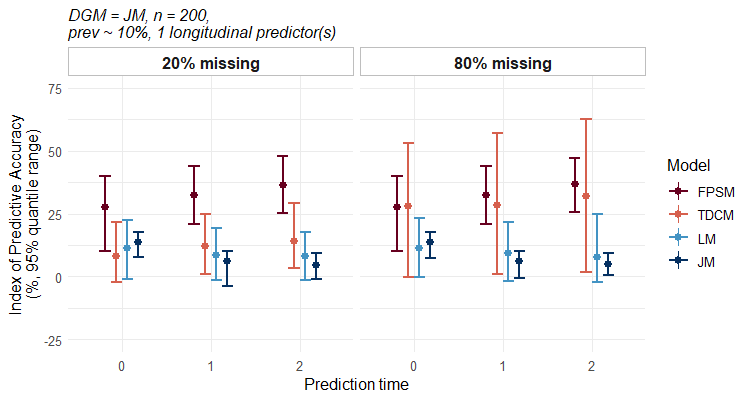 DGM = JM, n = 200,
prev ~ 10%, 1 longitudinal predictor(s)
20% missing
80% missing
Index of Predictive Accuracy
(%, 95% quantile range)
75
50
25
0
-25
0
1
2
0
1
2
Prediction time
Model
FPSM
TDCM
LM
JM